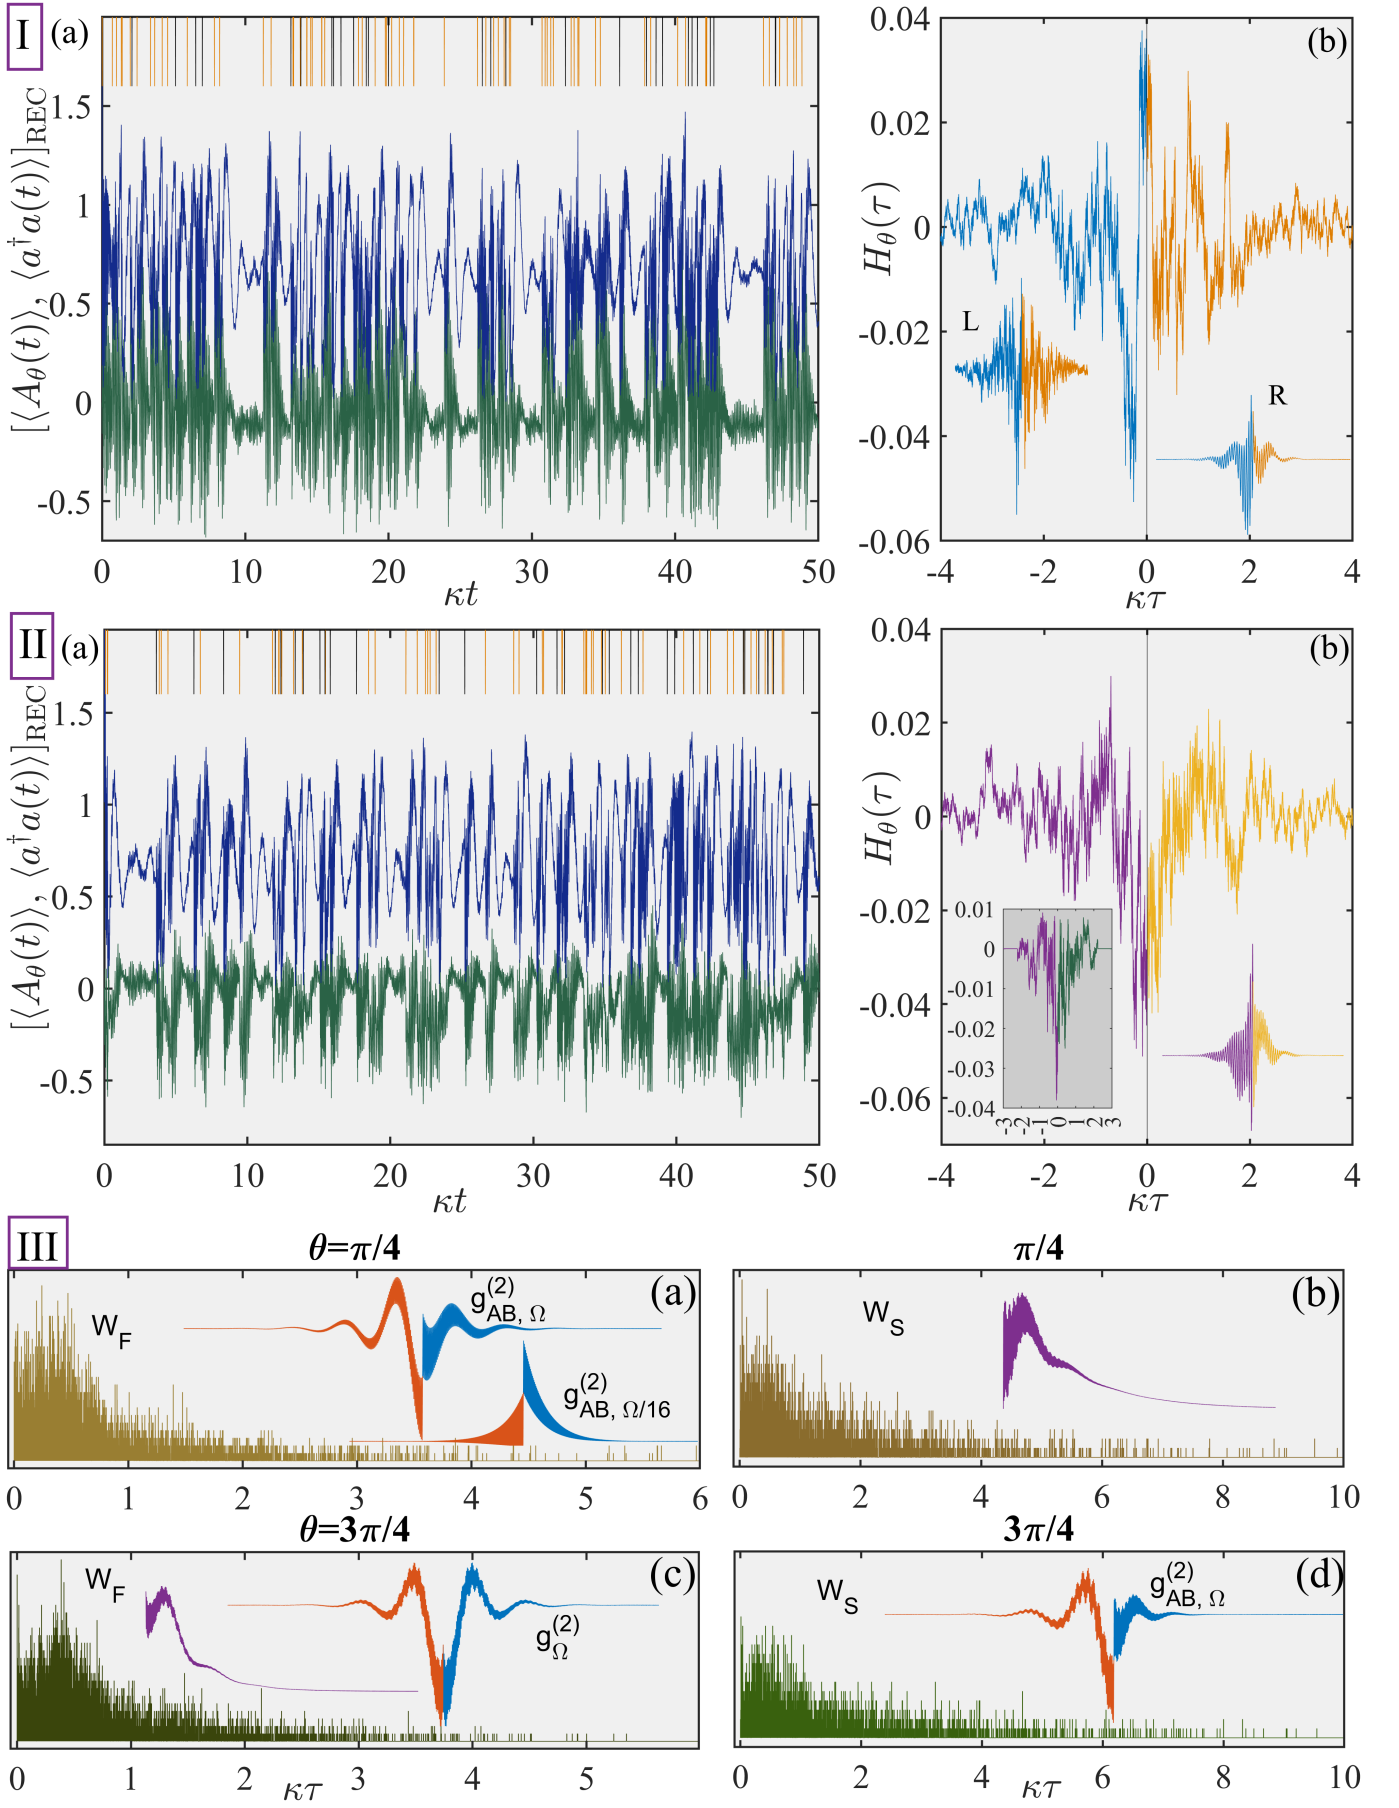 I (a)
[⟨A_θ(t)⟩, ⟨a†a(t)⟩]_REC
1.5
1
0.5
0
-0.5
0 10 20 30 40 50
κt
(b)
H_θ(τ)
0.04
0.02
0
-0.02
-0.04
-0.06
L
R
-4 -2 0 2 4
κτ
II (a)
[⟨A_θ(t)⟩, ⟨a†a(t)⟩]_REC
1.5
1
0.5
0
-0.5
0 10 20 30 40 50
κt
(b)
H_θ(τ)
0.04
0.02
0
-0.02
-0.04
-0.06
0.01
0
-0.01
-0.02
-0.03
-0.04
-3 -2 -1 0 1 2 3
-4 -2 0 2 4
κτ
III
θ=π/4
(a)
W_F
g^(2)_AB, Ω
g^(2)_AB, Ω/16
0 1 2 3 4 5 6
π/4
(b)
W_S
0 2 4 6 8 10
θ=3π/4
(c)
W_F
g^(2)_Ω
0 1 2 3 4 5
κτ
3π/4
(d)
W_S
g^(2)_AB, Ω
0 2 4 6 8 10
κτ